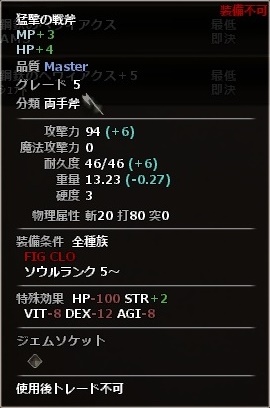 装備不可
猛撃の戦斧
MP+3
HP+4
品質 Master
グレード 5
分類 両手斧
攻撃力 94 (+6)
魔法攻撃力 0
耐久度 46/46 (+6)
重量 13.23 (-0.27)
硬度 3
物理属性 斬20 打80 突0
装備条件 全種族
FIG CLO
ソウルランク 5～
特殊効果 HP-100 STR+2
VIT-8 DEX-12 AGI-8
ジェムソケット
使用後トレード不可
最低
即決
最低
即決